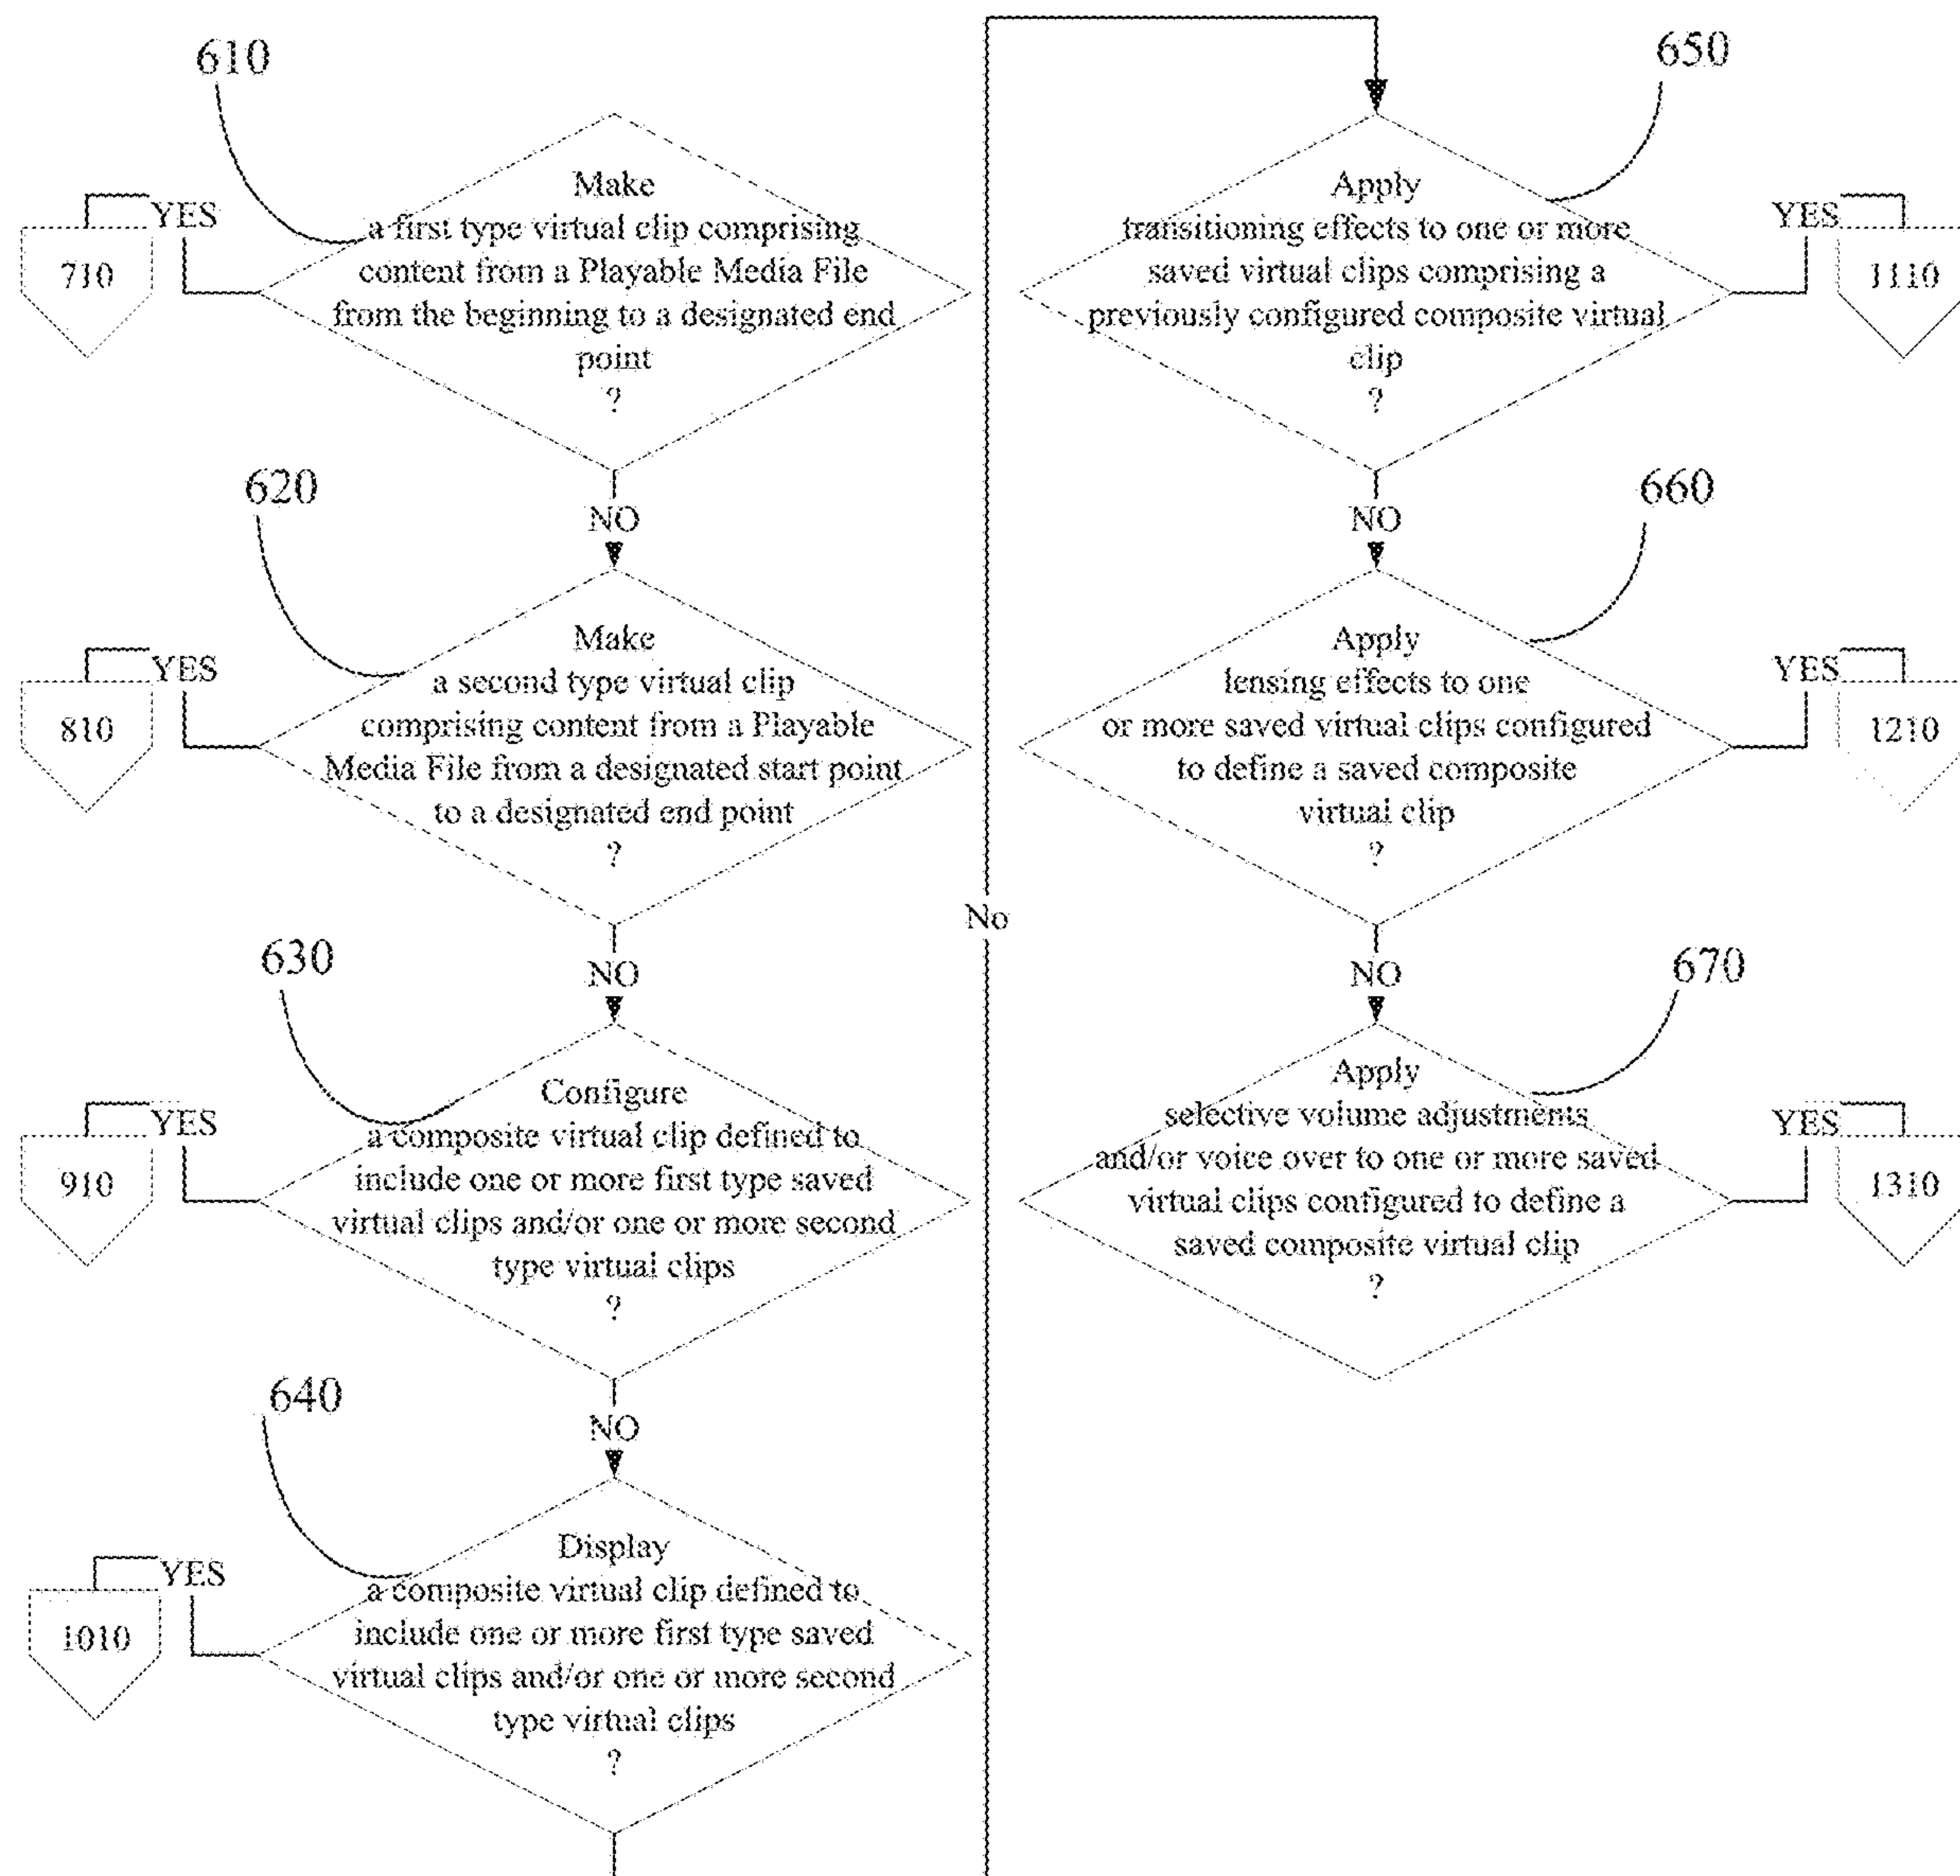 610
Make
a first type virtual clip comprising
content from a Playable Media File
from the beginning to a designated end
point
?
YES
710
NO
620
Make
a second type virtual clip
comprising content from a Playable
Media File from a designated start point
to a designated end point
?
YES
810
NO
630
Configure
a composite virtual clip defined to
include one or more first type saved
virtual clips and/or one or more second
type virtual clips
?
YES
910
NO
640
Display
a composite virtual clip defined to
include one or more first type saved
virtual clips and/or one or more second
type virtual clips
?
YES
1010
No
650
Apply
transitioning effects to one or more
saved virtual clips comprising a
previously configured composite virtual
clip
?
YES
1110
NO
660
Apply
lensing effects to one
or more saved virtual clips configured
to define a saved composite
virtual clip
?
YES
1210
NO
670
Apply
selective volume adjustments
and/or voice over to one or more saved
virtual clips configured to define a
saved composite virtual clip
?
YES
1310